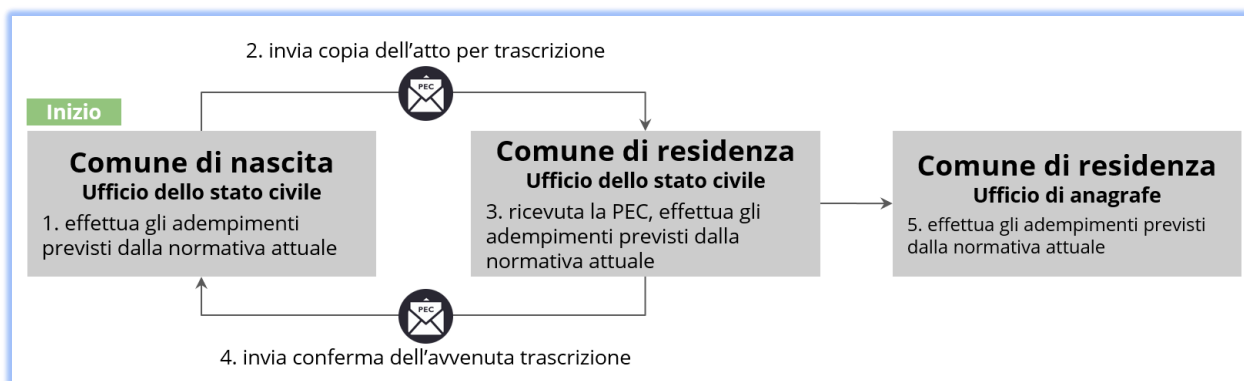 2. invia copia dell'atto per trascrizione
PEC
Inizio
Comune di nascita
Ufficio dello stato civile
1. effettua gli adempimenti
previsti dalla normativa attuale
Comune di residenza
Ufficio dello stato civile
3. ricevuta la PEC, effettua gli
adempimenti previsti dalla
normativa attuale
Comune di residenza
Ufficio di anagrafe
5. effettua gli adempimenti previsti
dalla normativa attuale
PEC
4. invia conferma dell'avvenuta trascrizione